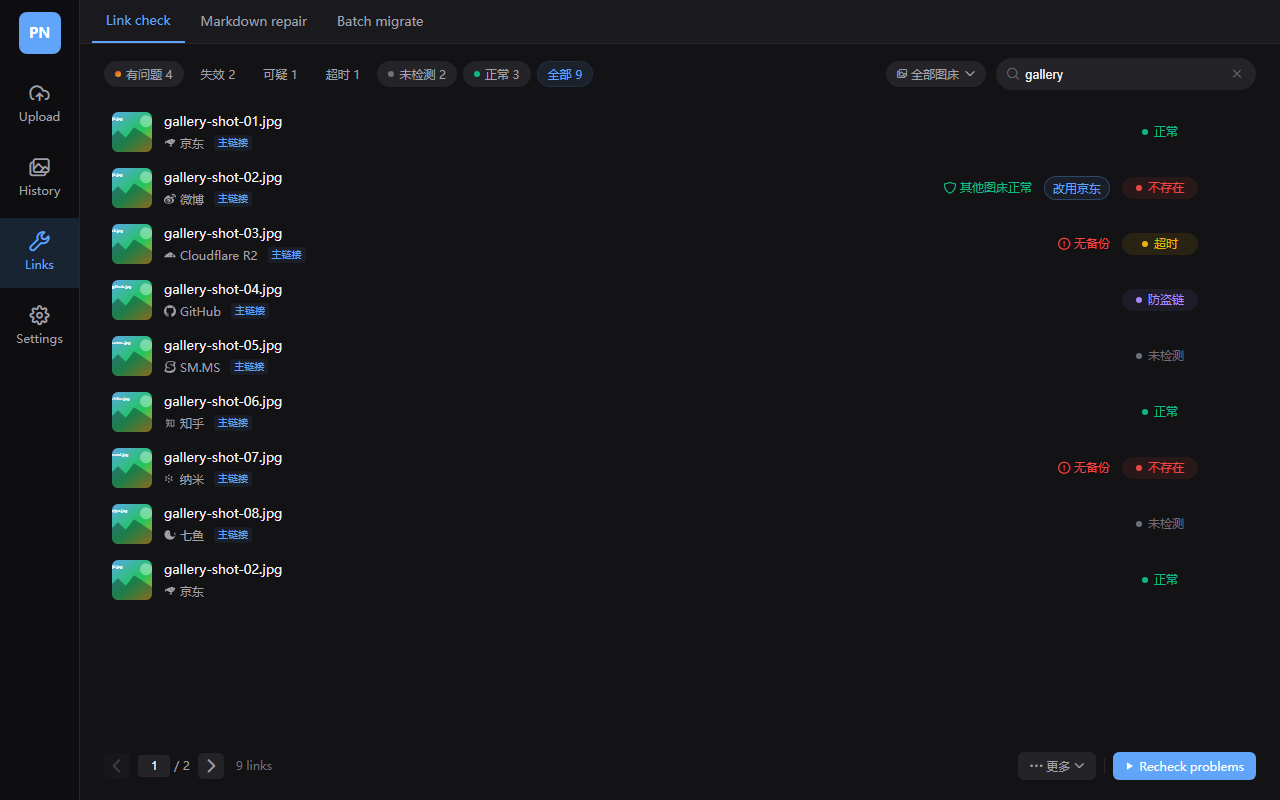 PN
Upload
History
Links
Settings
Link check
Markdown repair
Batch migrate
有问题 4
失效 2
可疑 1
超时 1
未检测 2
正常 3
全部 9
全部图床
gallery
gallery-shot-01.jpg
京东
主链接
正常
gallery-shot-02.jpg
微博
主链接
其他图床正常
改用京东
不存在
gallery-shot-03.jpg
Cloudflare R2
主链接
无备份
超时
gallery-shot-04.jpg
GitHub
主链接
防盗链
gallery-shot-05.jpg
SM.MS
主链接
未检测
gallery-shot-06.jpg
知 知乎
主链接
正常
gallery-shot-07.jpg
纳米
主链接
无备份
不存在
gallery-shot-08.jpg
七鱼
主链接
未检测
gallery-shot-02.jpg
京东
正常
1 / 2
9 links
更多
Recheck problems